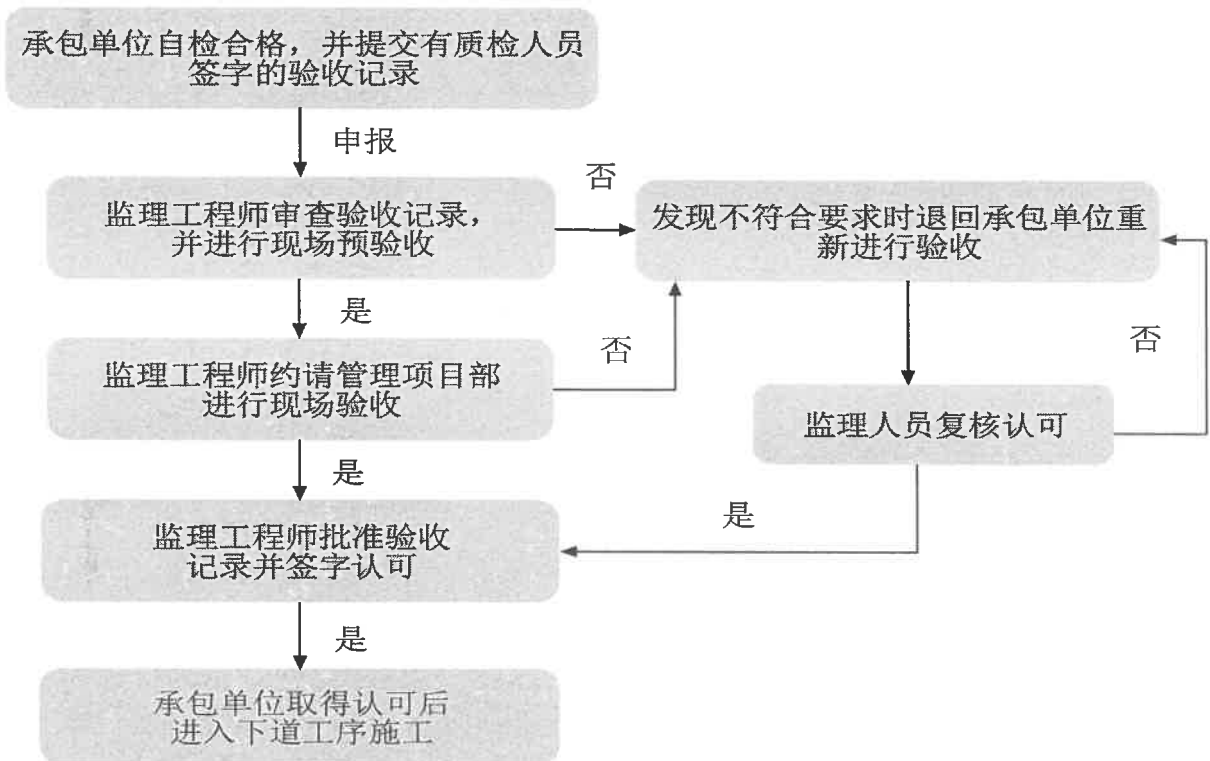 承包单位自检合格，并提交有质检人员
签字的验收记录
申报
否
监理工程师审查验收记录，
并进行现场预验收
发现不符合要求时退回承包单位重
新进行验收
是
否
否
监理工程师约请管理项目部
进行现场验收
监理人员复核认可
是
是
监理工程师批准验收
记录并签字认可
是
承包单位取得认可后
进入下道工序施工